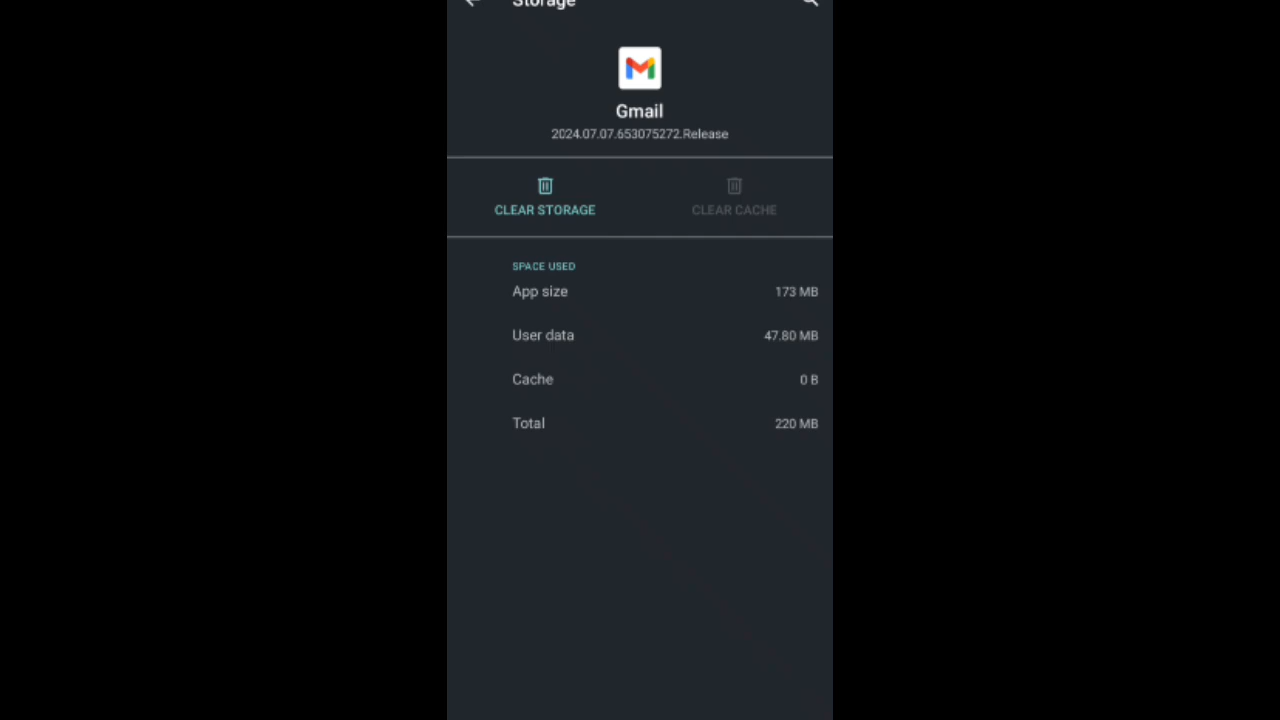 Storage
Gmail
2024.07.07.653075272.Release
CLEAR STORAGE
CLEAR CACHE
SPACE USED
App size 173 MB
User data 47.80 MB
Cache 0 B
Total 220 MB